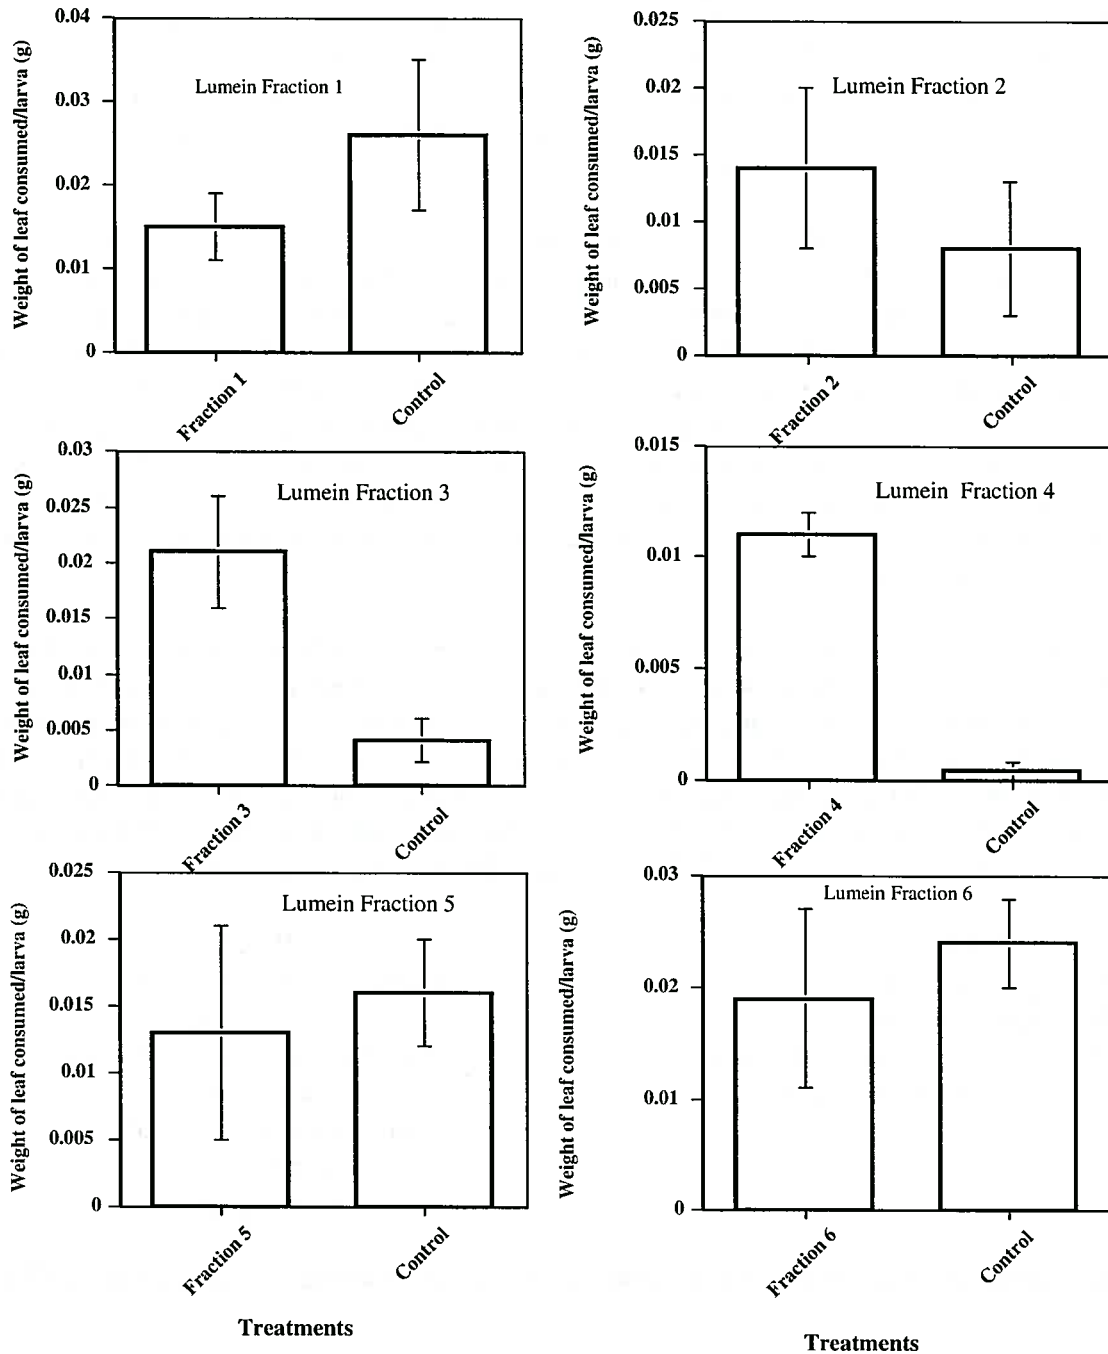 Weight of leaf consumed/larva (g)
0.04
0.03
0.02
0.01
0
Lumein Fraction 1
Fraction 1
Control
Weight of leaf consumed/larva (g)
0.025
0.02
0.015
0.01
0.005
0
Lumein Fraction 2
Fraction 2
Control
Weight of leaf consumed/larva (g)
0.03
0.025
0.02
0.015
0.01
0.005
0
Lumein Fraction 3
Fraction 3
Control
Weight of leaf consumed/larva (g)
0.015
0.01
0.005
0
Lumein Fraction 4
Fraction 4
Control
Weight of leaf consumed/larva (g)
0.025
0.02
0.015
0.01
0.005
0
Lumein Fraction 5
Fraction 5
Control
Treatments
Weight of leaf consumed/larva (g)
0.03
0.02
0.01
0
Lumein Fraction 6
Fraction 6
Control
Treatments